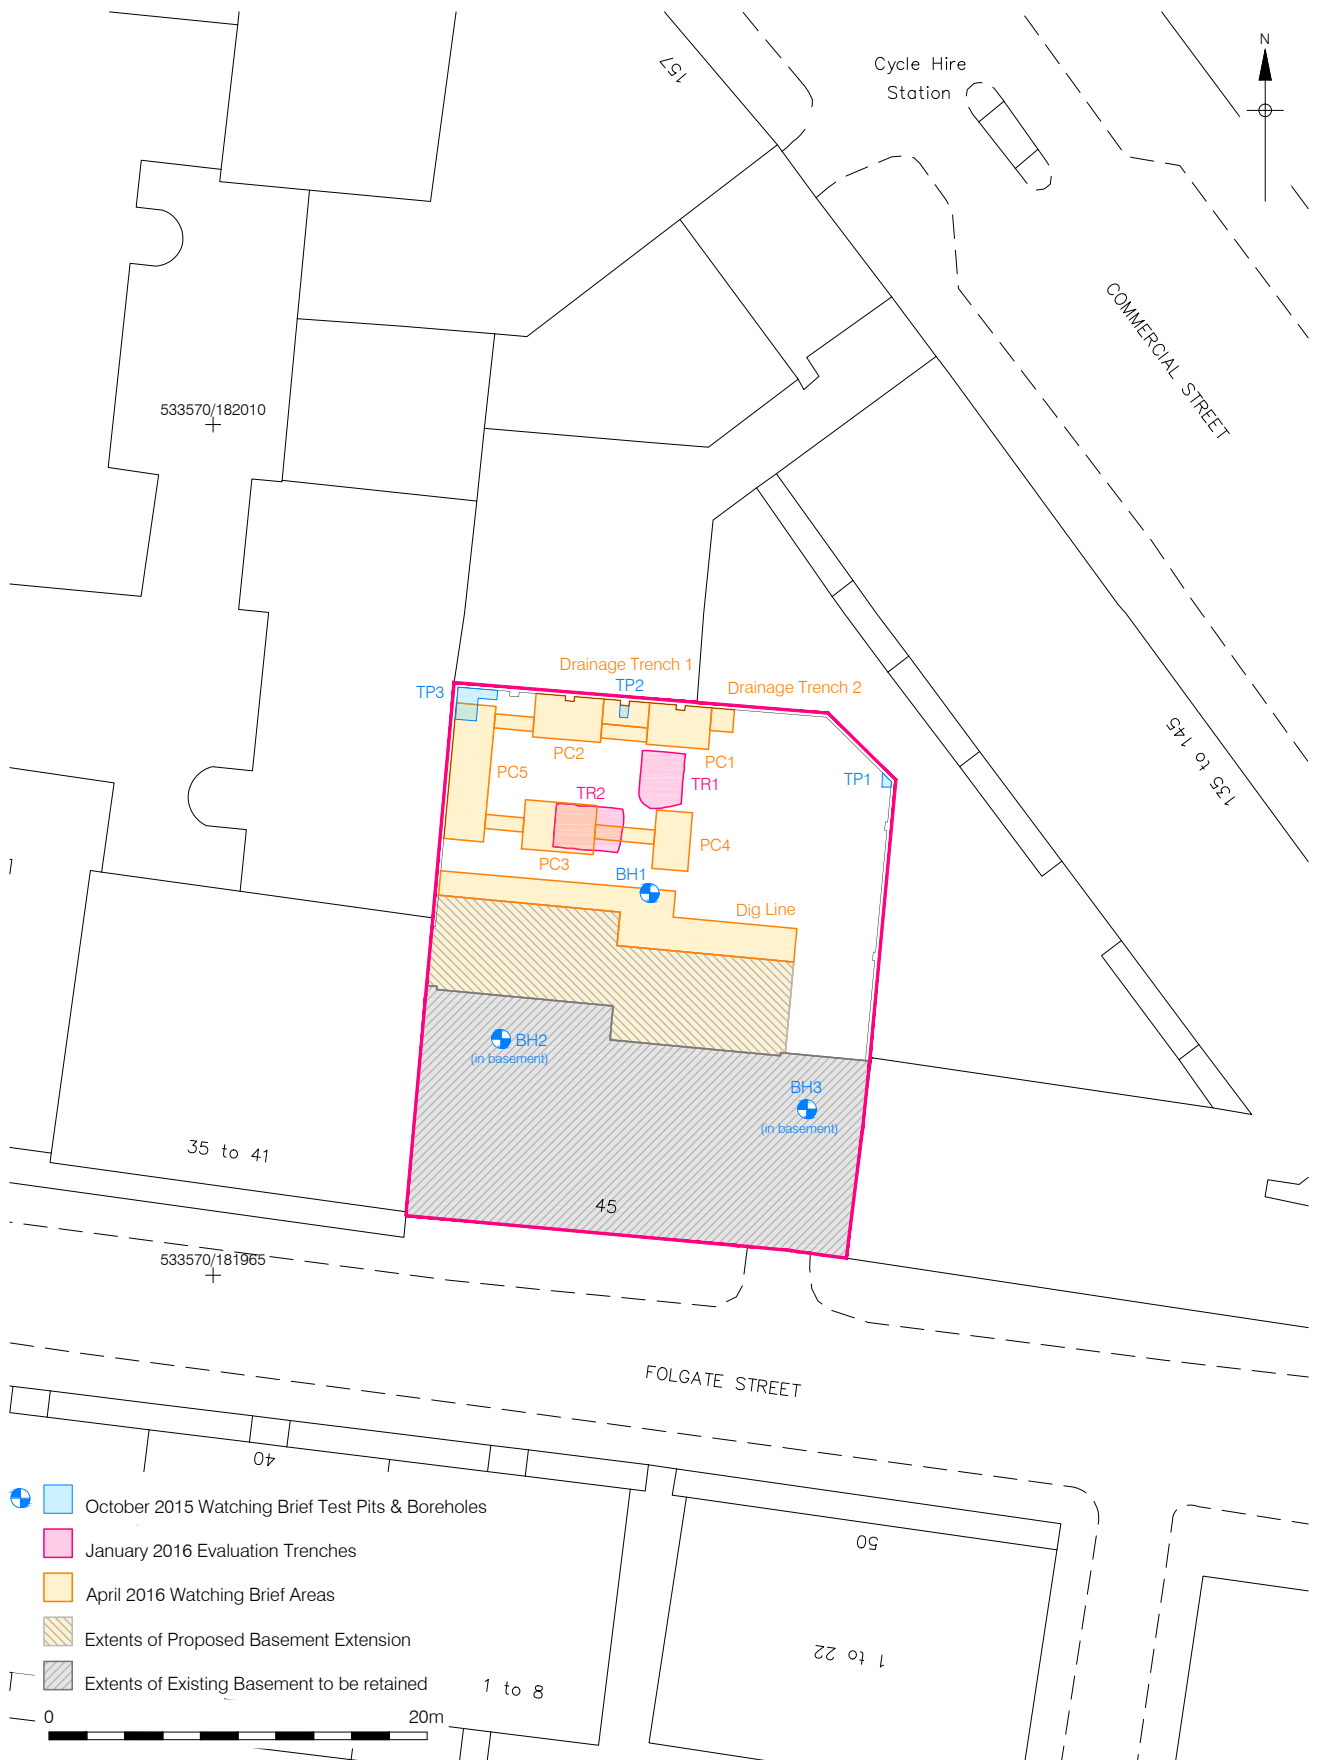 N
Cycle Hire
Station
157
COMMERCIAL STREET
533570/182010
Drainage Trench 1
TP2
Drainage Trench 2
TP3
PC2
PC1
PC5
TP1
TR1
TR2
135 to 145
PC4
PC3
BH1
Dig Line
BH2
(in basement)
BH3
(in basement)
35 to 41
45
533570/181965
FOLGATE STREET
40
October 2015 Watching Brief Test Pits & Boreholes
50
January 2016 Evaluation Trenches
April 2016 Watching Brief Areas
Extents of Proposed Basement Extension
1 to 22
Extents of Existing Basement to be retained
1 to 8
0 20m